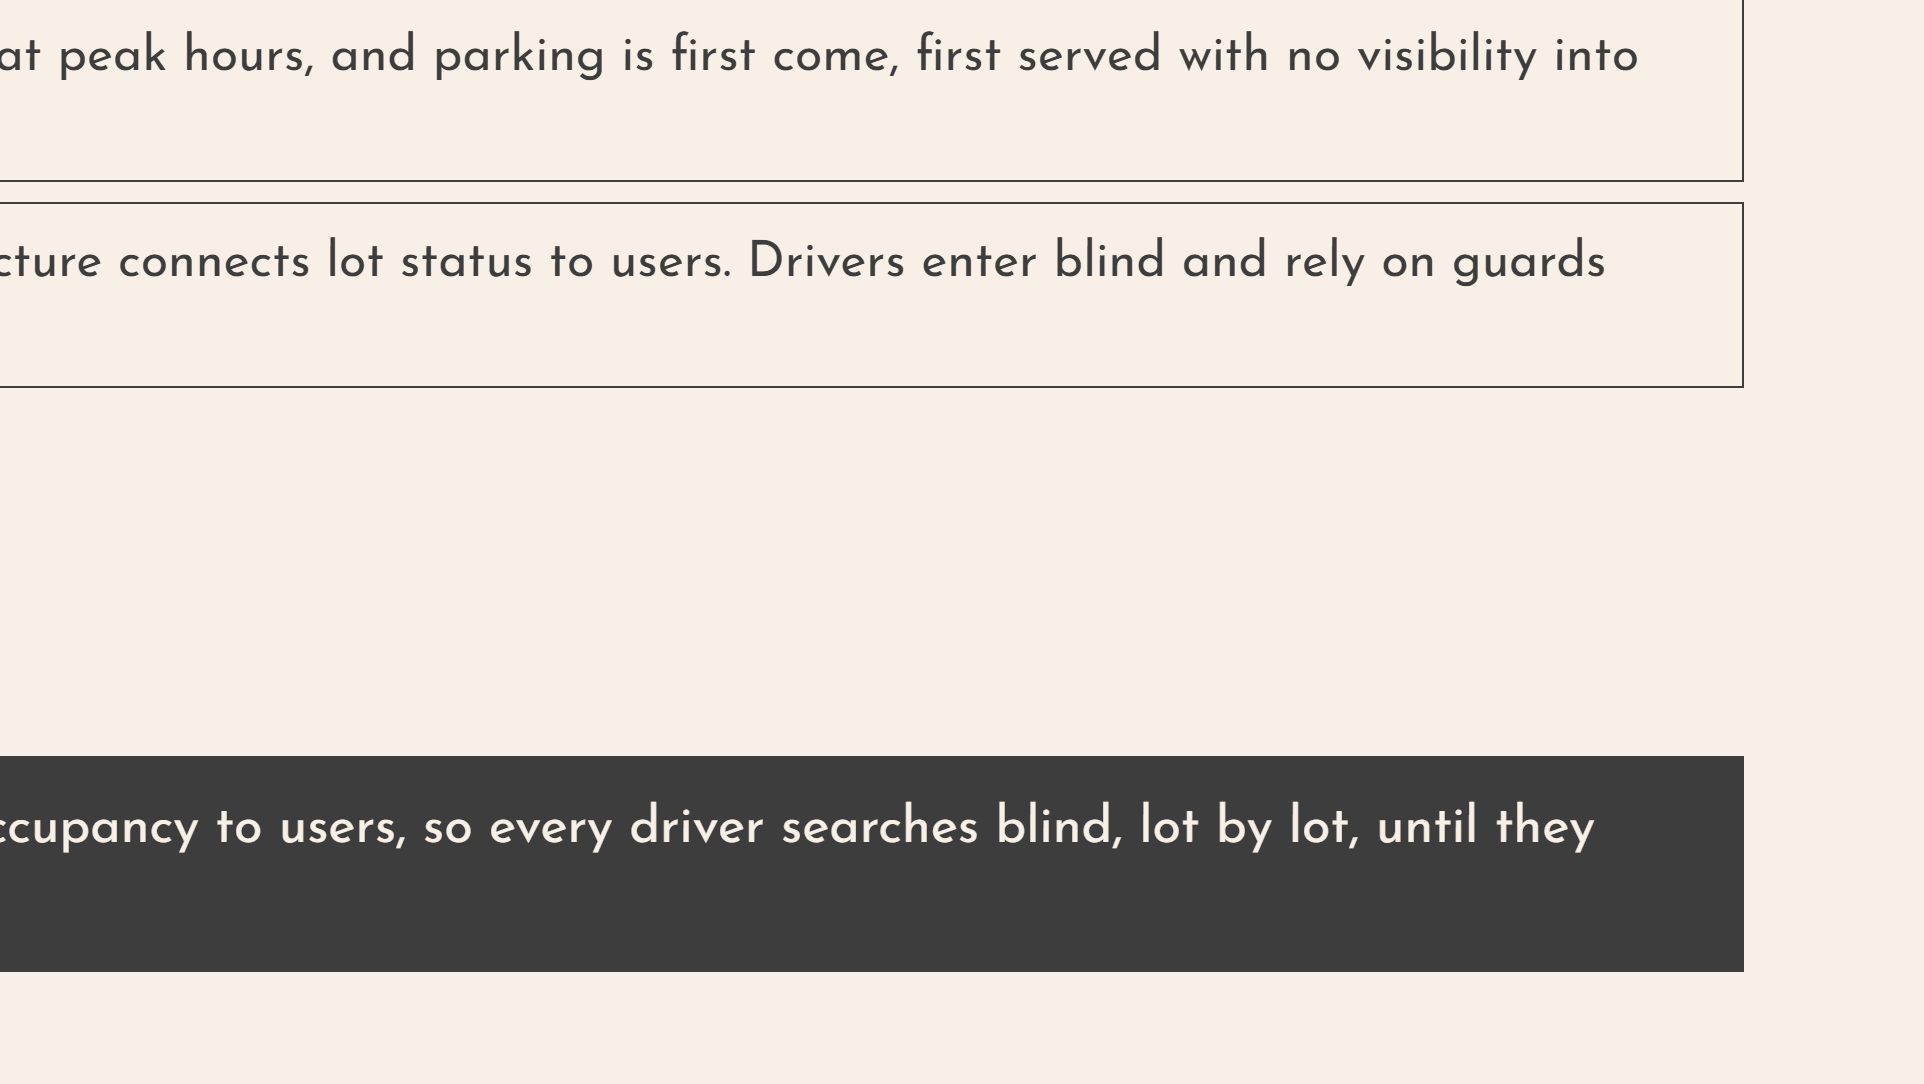 at peak hours, and parking is first come, first served with no visibility into
connects lot status to users. Drivers enter blind and rely on guards
to users, so every driver searches blind, lot by lot, until they